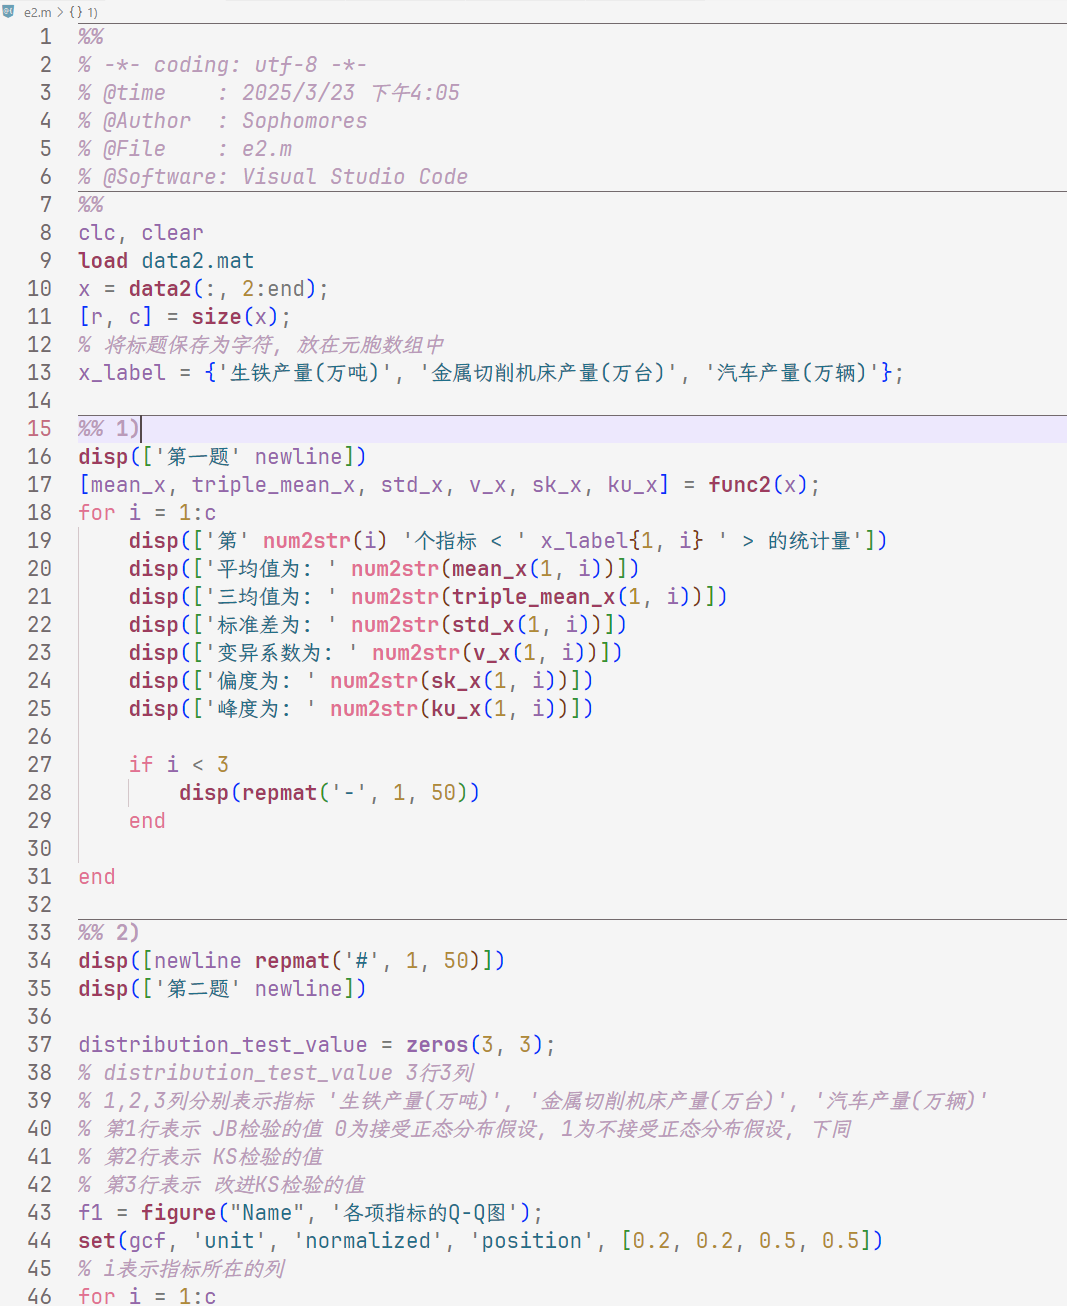 e2.m > {} 1)
1 %%
2 % -*- coding: utf-8 -*-
3 % @time    : 2025/3/23 下午4:05
4 % @Author  : Sophomores
5 % @File    : e2.m
6 % @Software: Visual Studio Code
7 %%
8 clc, clear
9 load data2.mat
10 x = data2(:, 2:end);
11 [r, c] = size(x);
12 % 将标题保存为字符, 放在元胞数组中
13 x_label = {'生铁产量(万吨)', '金属切削机床产量(万台)', '汽车产量(万辆)'};
14
15 %% 1)
16 disp(['第一题' newline])
17 [mean_x, triple_mean_x, std_x, v_x, sk_x, ku_x] = func2(x);
18 for i = 1:c
19     disp(['第' num2str(i) '个指标 < ' x_label{1, i} ' > 的统计量'])
20     disp(['平均值为: ' num2str(mean_x(1, i))])
21     disp(['三均值为: ' num2str(triple_mean_x(1, i))])
22     disp(['标准差为: ' num2str(std_x(1, i))])
23     disp(['变异系数为: ' num2str(v_x(1, i))])
24     disp(['偏度为: ' num2str(sk_x(1, i))])
25     disp(['峰度为: ' num2str(ku_x(1, i))])
26
27     if i < 3
28         disp(repmat('-', 1, 50))
29     end
30
31 end
32
33 %% 2)
34 disp([newline repmat('#', 1, 50)])
35 disp(['第二题' newline])
36
37 distribution_test_value = zeros(3, 3);
38 % distribution_test_value 3行3列
39 % 1,2,3列分别表示指标 '生铁产量(万吨)', '金属切削机床产量(万台)', '汽车产量(万辆)'
40 % 第1行表示 JB检验的值 0为接受正态分布假设, 1为不接受正态分布假设, 下同
41 % 第2行表示 KS检验的值
42 % 第3行表示 改进KS检验的值
43 f1 = figure("Name", '各项指标的Q-Q图');
44 set(gcf, 'unit', 'normalized', 'position', [0.2, 0.2, 0.5, 0.5])
45 % i表示指标所在的列
46 for i = 1:c